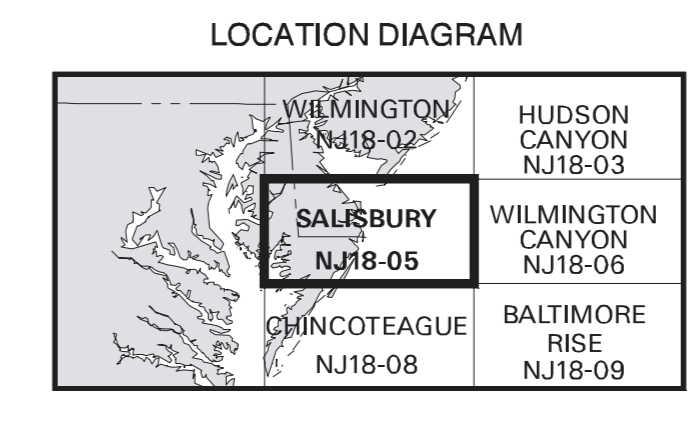 LOCATION DIAGRAM
WILMINGTON
NJ18-02
HUDSON
CANYON
NJ18-03
SALISBURY
NJ18-05
WILMINGTON
CANYON
NJ18-06
CHINCOTEAGUE
NJ18-08
BALTIMORE
RISE
NJ18-09